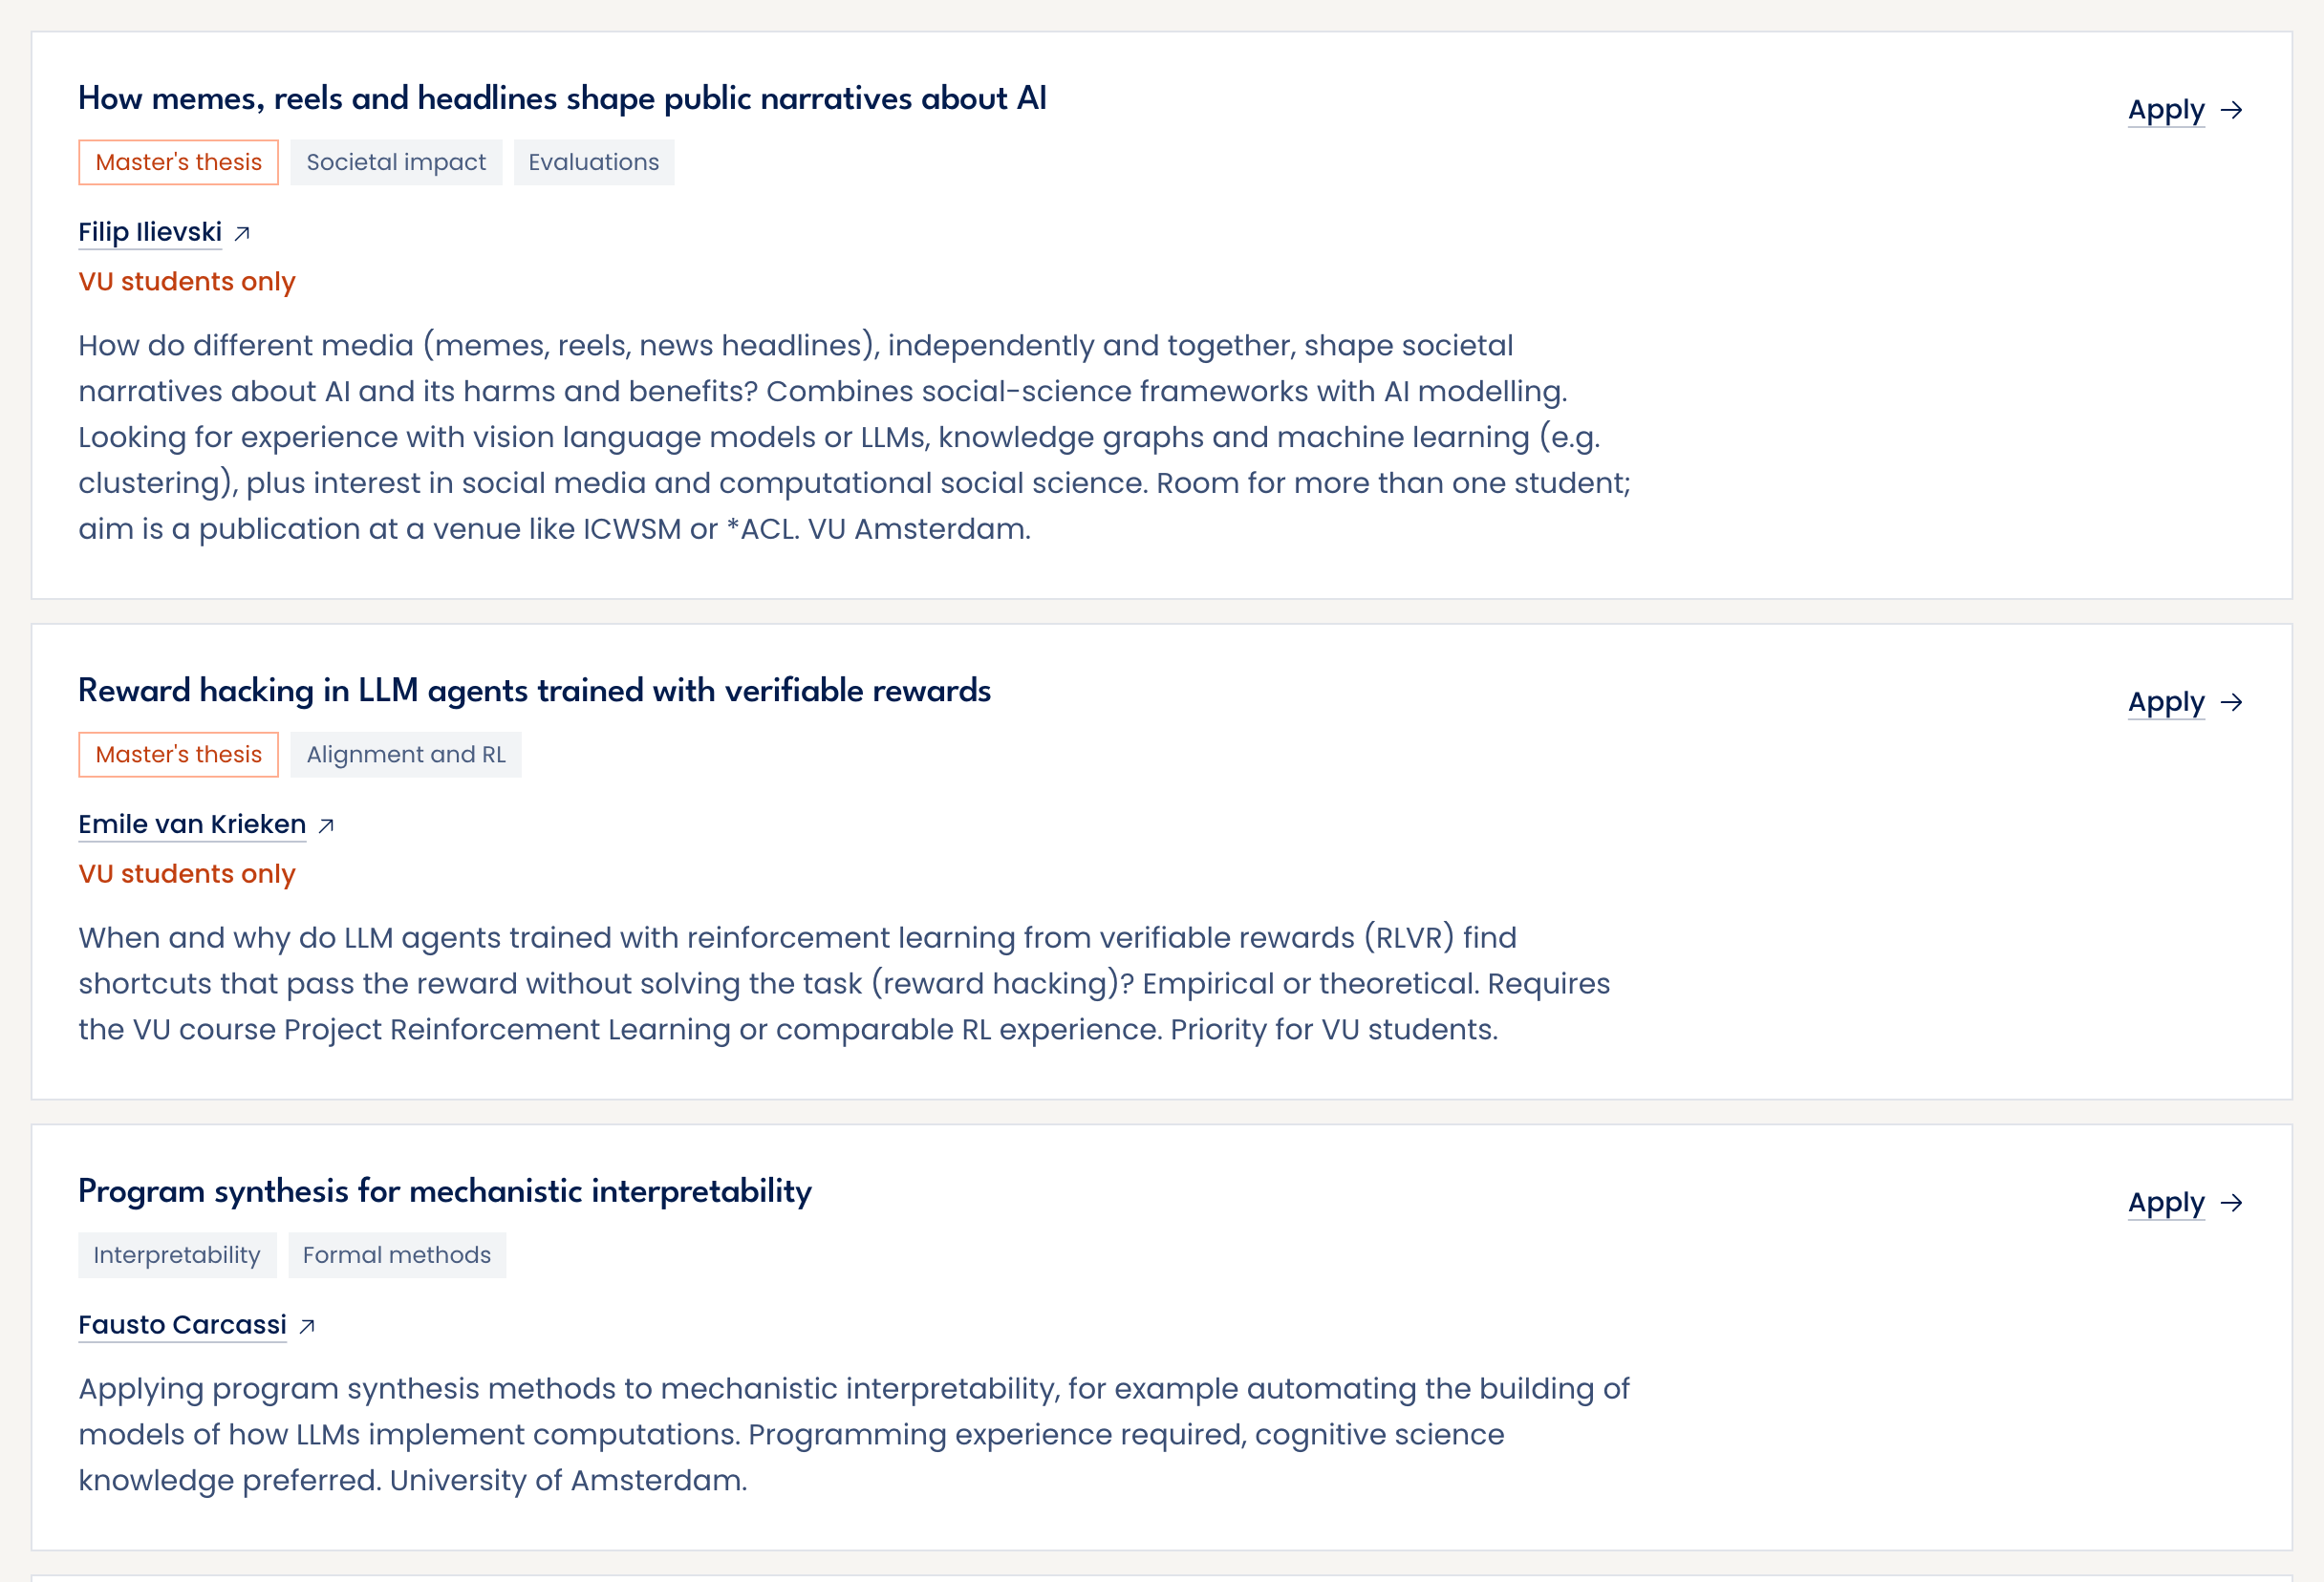 How memes, reels and headlines shape public narratives about AI
Apply →
Master's thesis Societal impact Evaluations
Filip Ilievski ↗
VU students only
How do different media (memes, reels, news headlines), independently and together, shape societal
narratives about AI and its harms and benefits? Combines social-science frameworks with AI modelling.
Looking for experience with vision language models or LLMs, knowledge graphs and machine learning (e.g.
clustering), plus interest in social media and computational social science. Room for more than one student;
aim is a publication at a venue like ICWSM or *ACL. VU Amsterdam.
Reward hacking in LLM agents trained with verifiable rewards
Apply →
Master's thesis Alignment and RL
Emile van Krieken ↗
VU students only
When and why do LLM agents trained with reinforcement learning from verifiable rewards (RLVR) find
shortcuts that pass the reward without solving the task (reward hacking)? Empirical or theoretical. Requires
the VU course Project Reinforcement Learning or comparable RL experience. Priority for VU students.
Program synthesis for mechanistic interpretability
Apply →
Interpretability Formal methods
Fausto Carcassi ↗
Applying program synthesis methods to mechanistic interpretability, for example automating the building of
models of how LLMs implement computations. Programming experience required, cognitive science
knowledge preferred. University of Amsterdam.